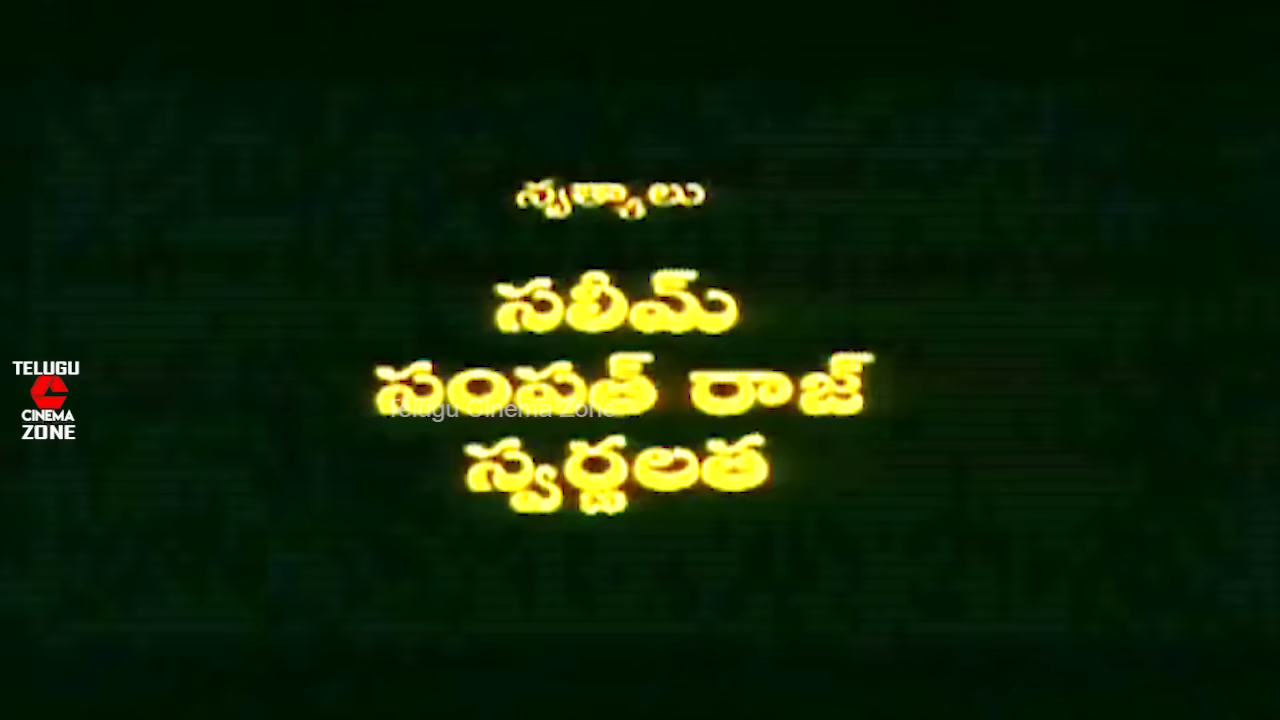 నృత్యాలు
సలీమ్
సంపత్ రాజ్
స్వర్ణలత
TELUGU
CINEMA
ZONE
Telugu Cinema Zone